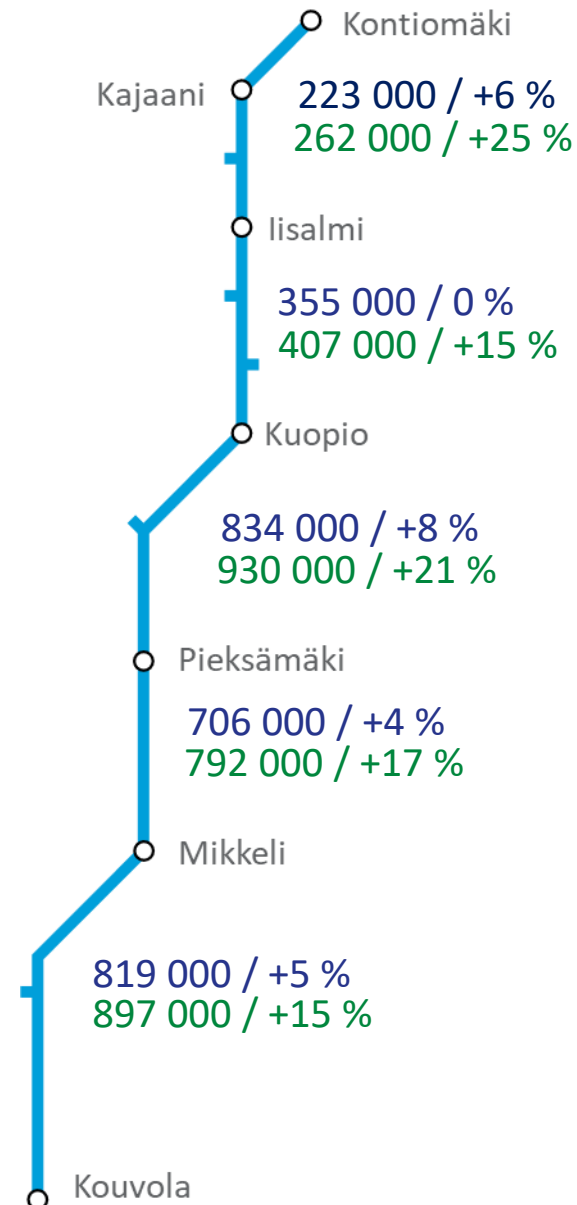 Kontiomäki
Kajaani
223 000 / +6 %
262 000 / +25 %
Iisalmi
355 000 / 0 %
407 000 / +15 %
Kuopio
834 000 / +8 %
930 000 / +21 %
Pieksämäki
706 000 / +4 %
792 000 / +17 %
Mikkeli
819 000 / +5 %
897 000 / +15 %
Kouvola